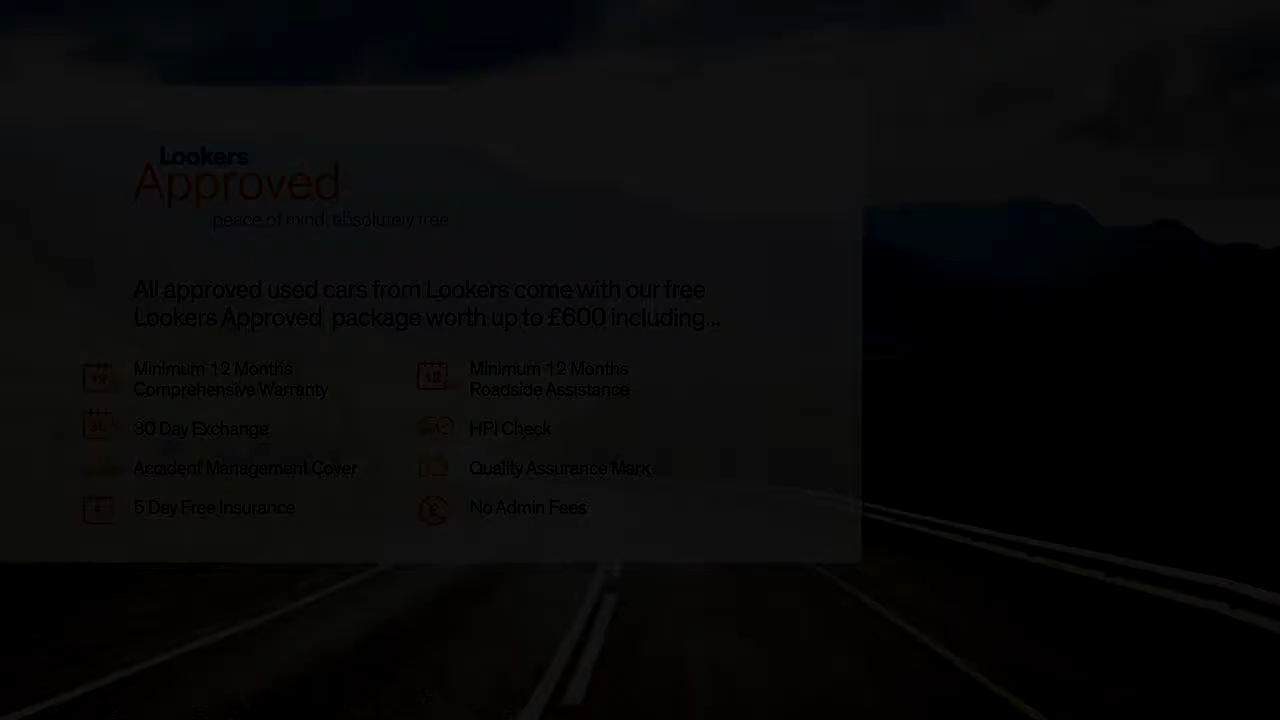 Lookers
Approved
peace of mind, absolutely free
All approved used cars from Lookers come with our free
Lookers Approved package worth up to £600 including...
Minimum 12 Months
Comprehensive Warranty
Minimum 12 Months
Roadside Assistance
30 Day Exchange
HPI Check
Accident Management Cover
Quality Assurance Mark
5 Day Free Insurance
No Admin Fees